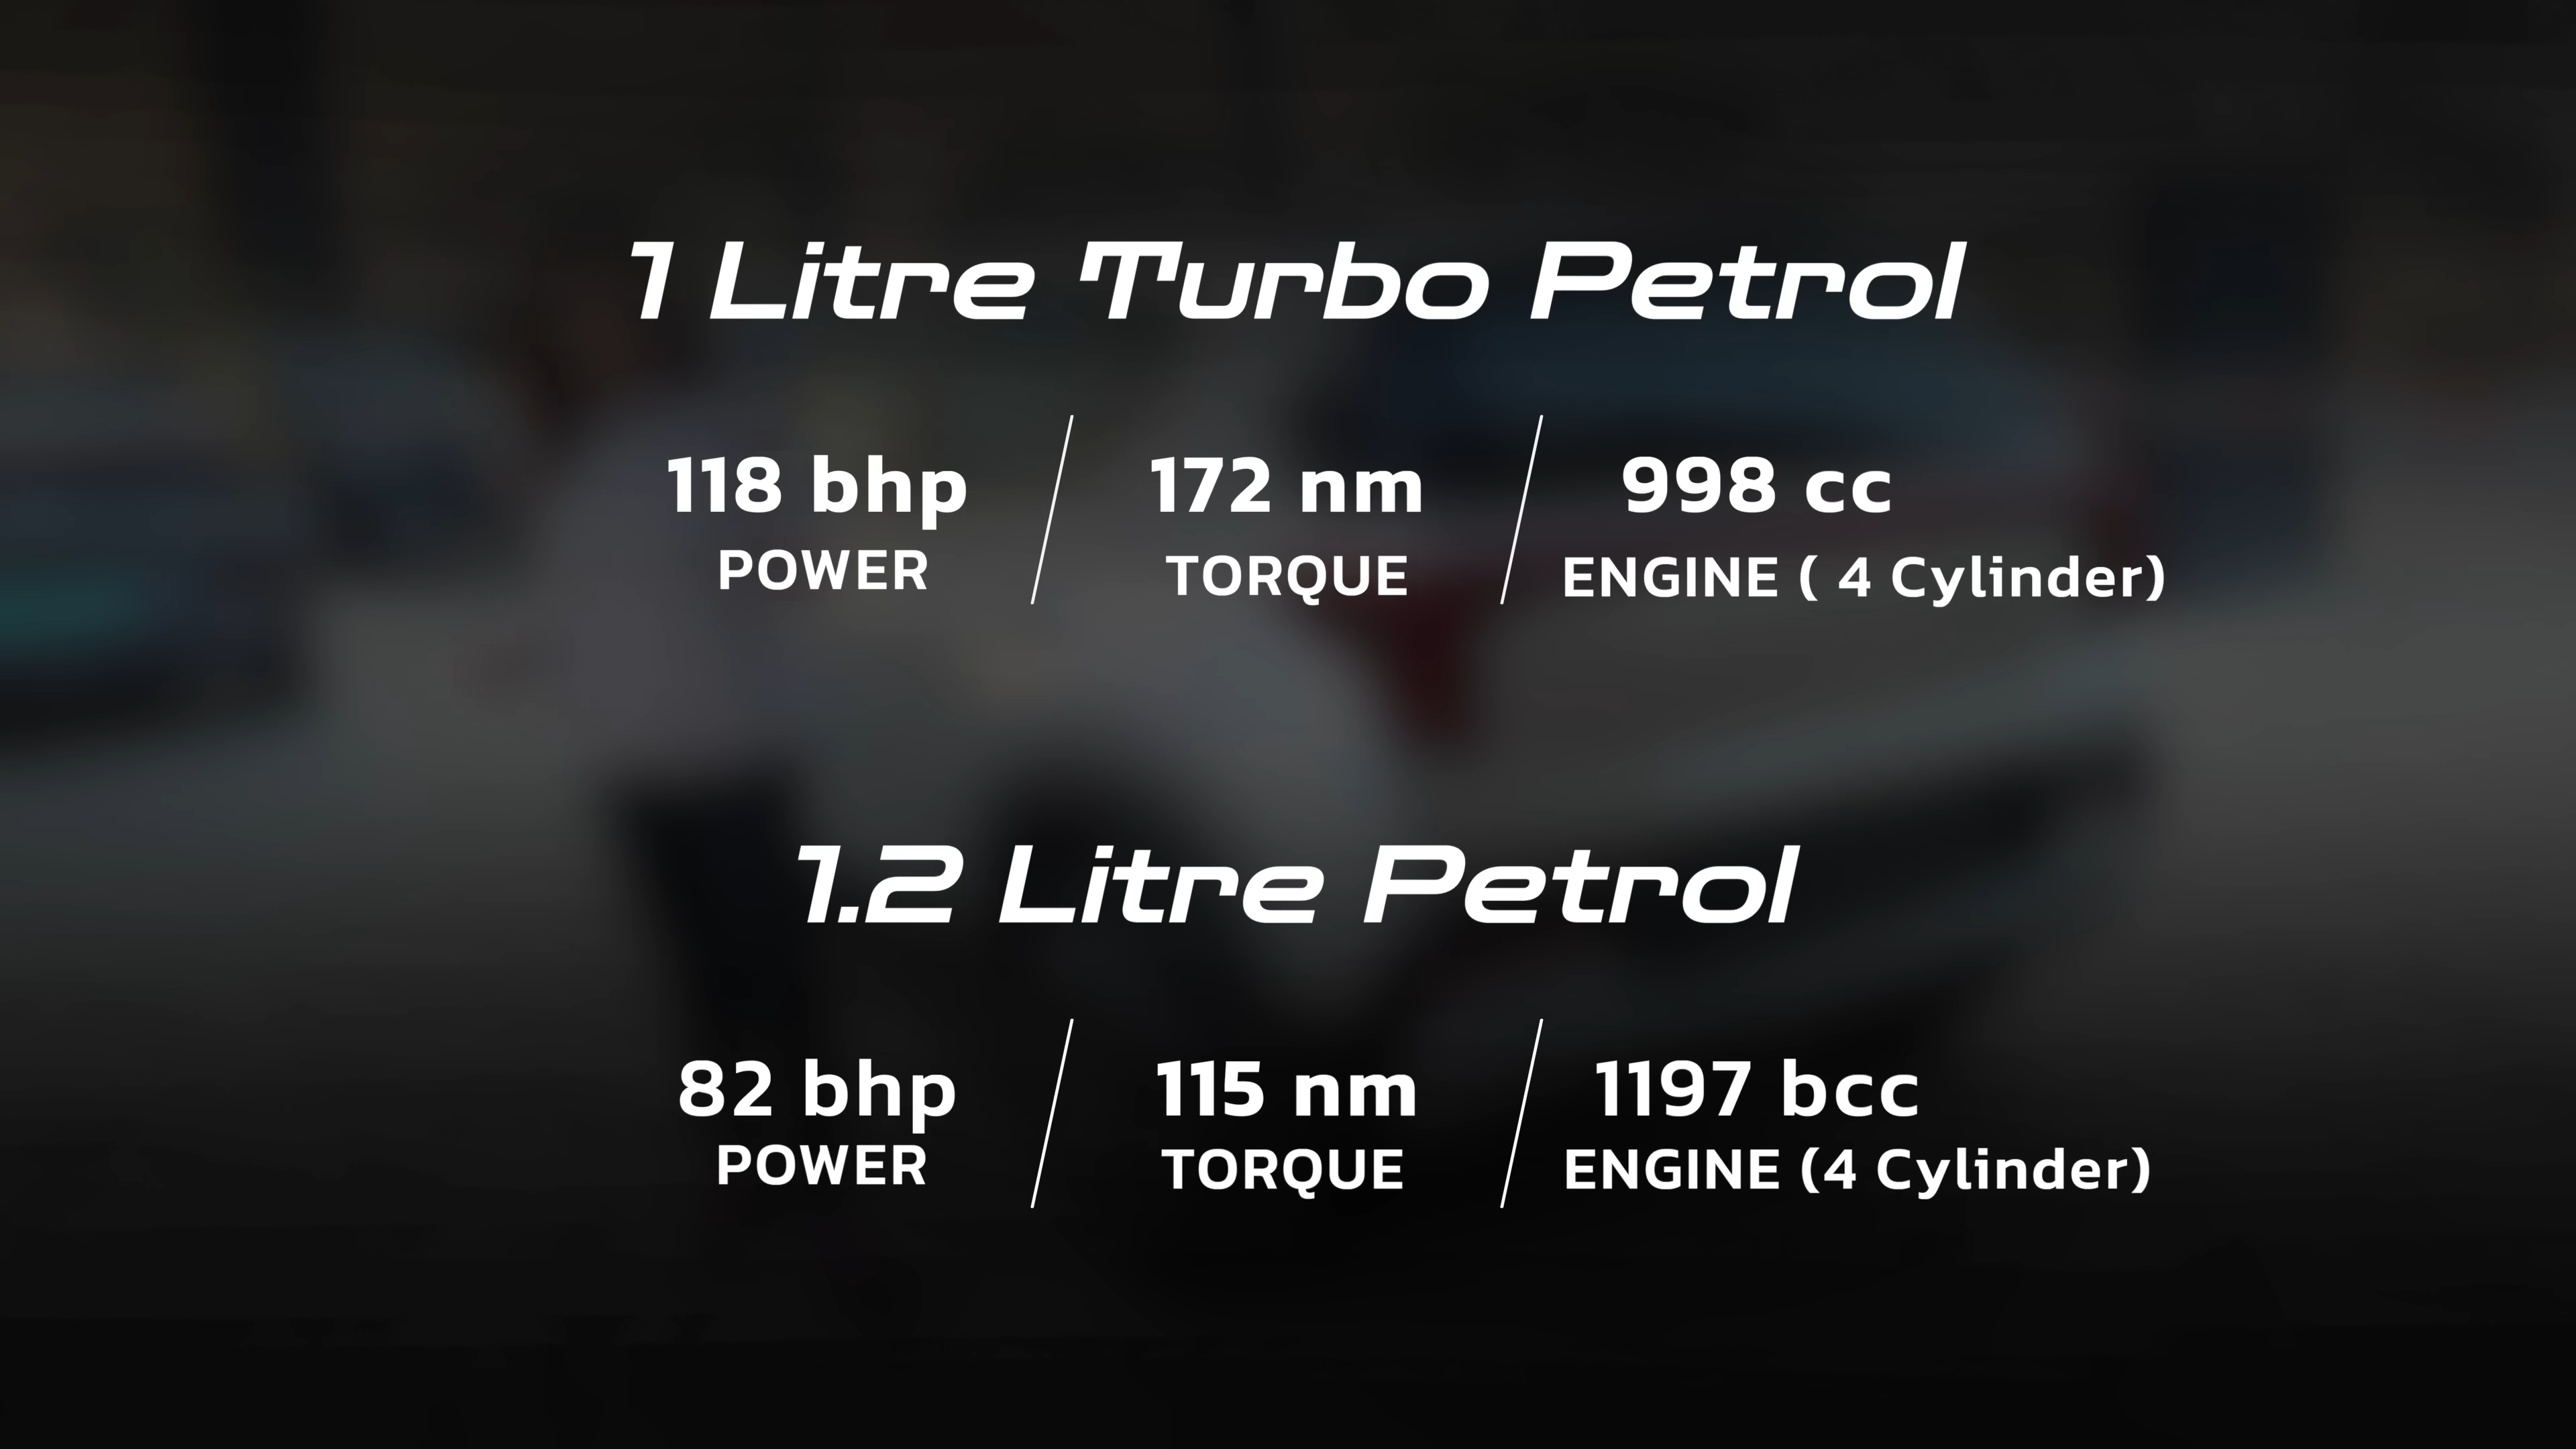 1 Litre Turbo Petrol
118 bhp
POWER
172 nm
TORQUE
998 cc
ENGINE ( 4 Cylinder)
1.2 Litre Petrol
82 bhp
POWER
115 nm
TORQUE
1197 bcc
ENGINE (4 Cylinder)